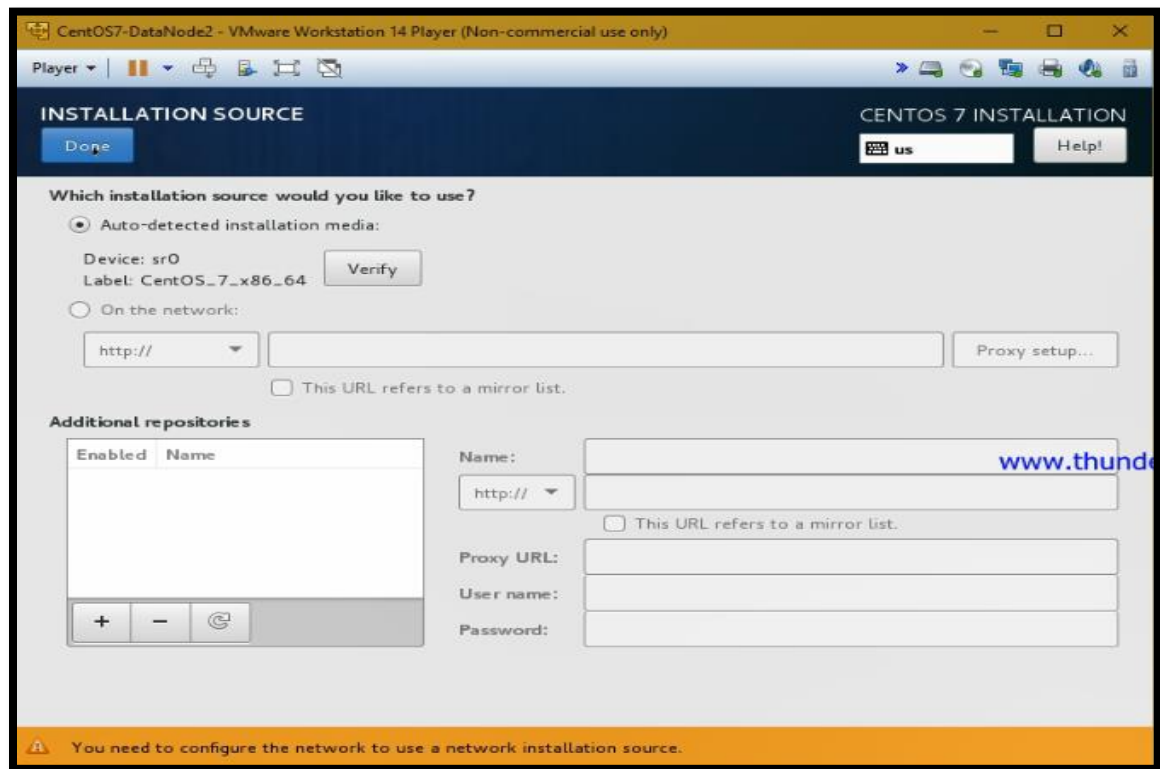 CentOS7-DataNode2 - VMware Workstation 14 Player (Non-commercial use only)
Player
INSTALLATION SOURCE
CENTOS 7 INSTALLATION
Done
us
Help!
Which installation source would you like to use?
Auto-detected installation media:
Device: sr0
Label: CentOS_7_x86_64
Verify
On the network:
http://
Proxy setup...
This URL refers to a mirror list.
Additional repositories
Enabled Name
Name:
www.thunde
http://
This URL refers to a mirror list.
Proxy URL:
User name:
Password:
You need to configure the network to use a network installation source.